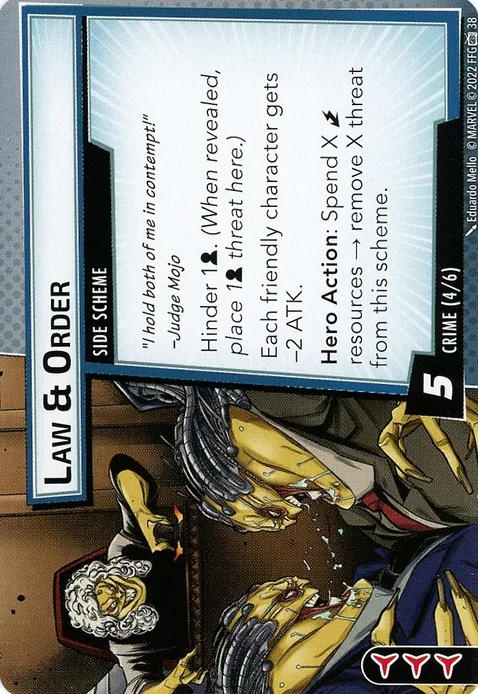 LAW & ORDER
SIDE SCHEME
"I hold both of me in contempt!"
–Judge Mojo
Hinder 1. (When revealed,
place 1 threat here.)
Each friendly character gets
–2 ATK.
Hero Action: Spend X
resources → remove X threat
from this scheme.
5
CRIME (4/6)
Eduardo Mello © MARVEL © 2022 FFG 38